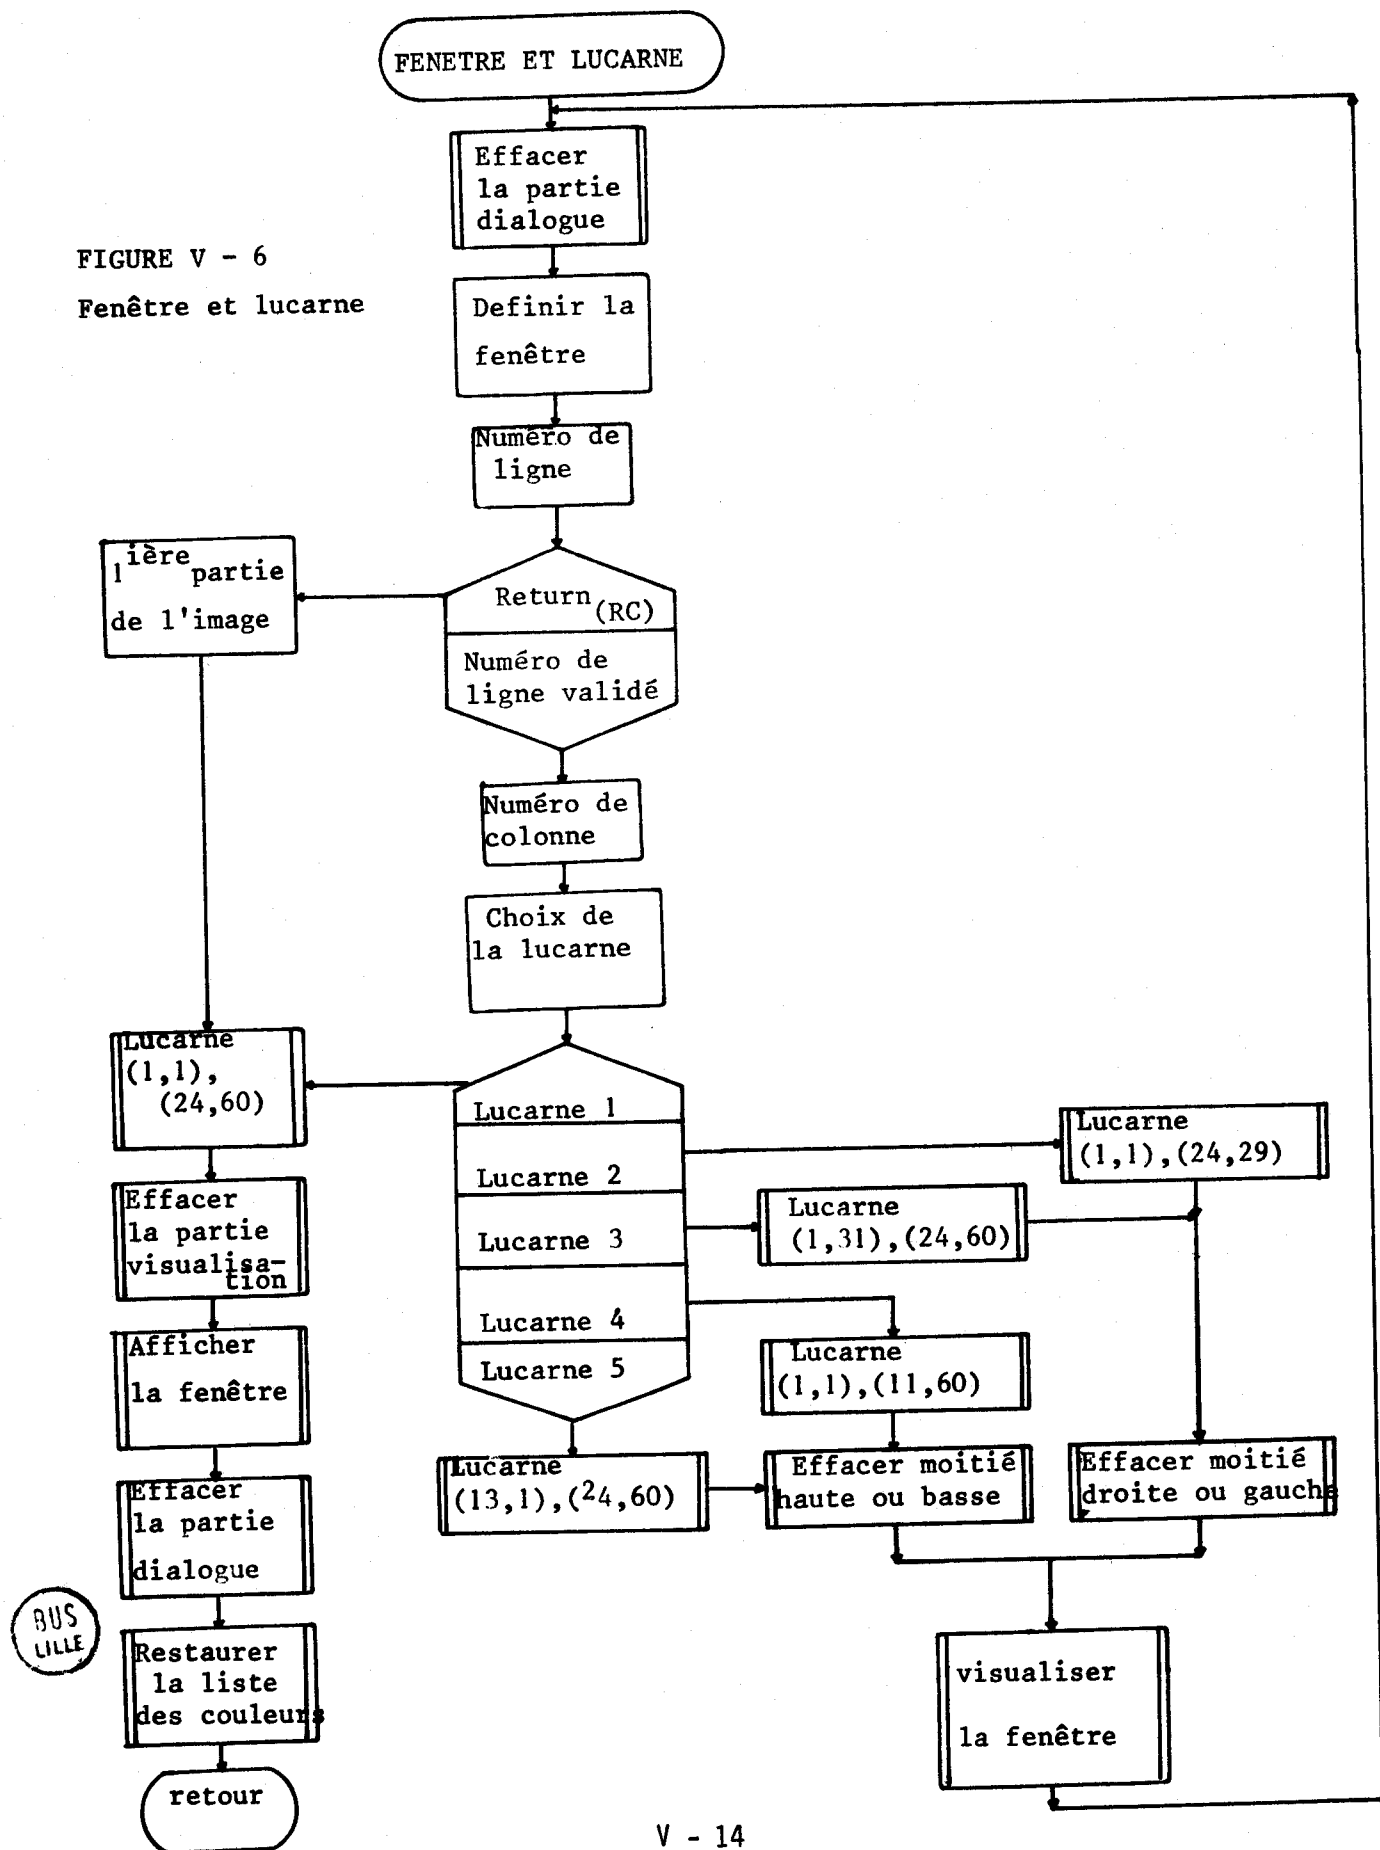 FENETRE ET LUCARNE
Effacer
la partie
dialogue
FIGURE V - 6
Fenêtre et lucarne
Definir la
fenêtre
Numéro de
ligne
1ière partie
de l'image
Return (RC)
Numéro de
ligne validé
Numéro de
colonne
Choix de
la lucarne
Lucarne
(1,1),
(24,60)
Lucarne 1
Lucarne 2
Lucarne 3
Lucarne 4
Lucarne 5
Lucarne
(1,1),(24,29)
Lucarne
(1,31),(24,60)
Lucarne
(1,1),(11,60)
Lucarne
(13,1),(24,60)
Effacer moitié
haute ou basse
Effacer moitié
droite ou gauche
Effacer
la partie
visualisa-
tion
Afficher
la fenêtre
Effacer
la partie
dialogue
Restaurer
la liste
des couleurs
retour
visualiser
la fenêtre
BUS
LILLE
V - 14